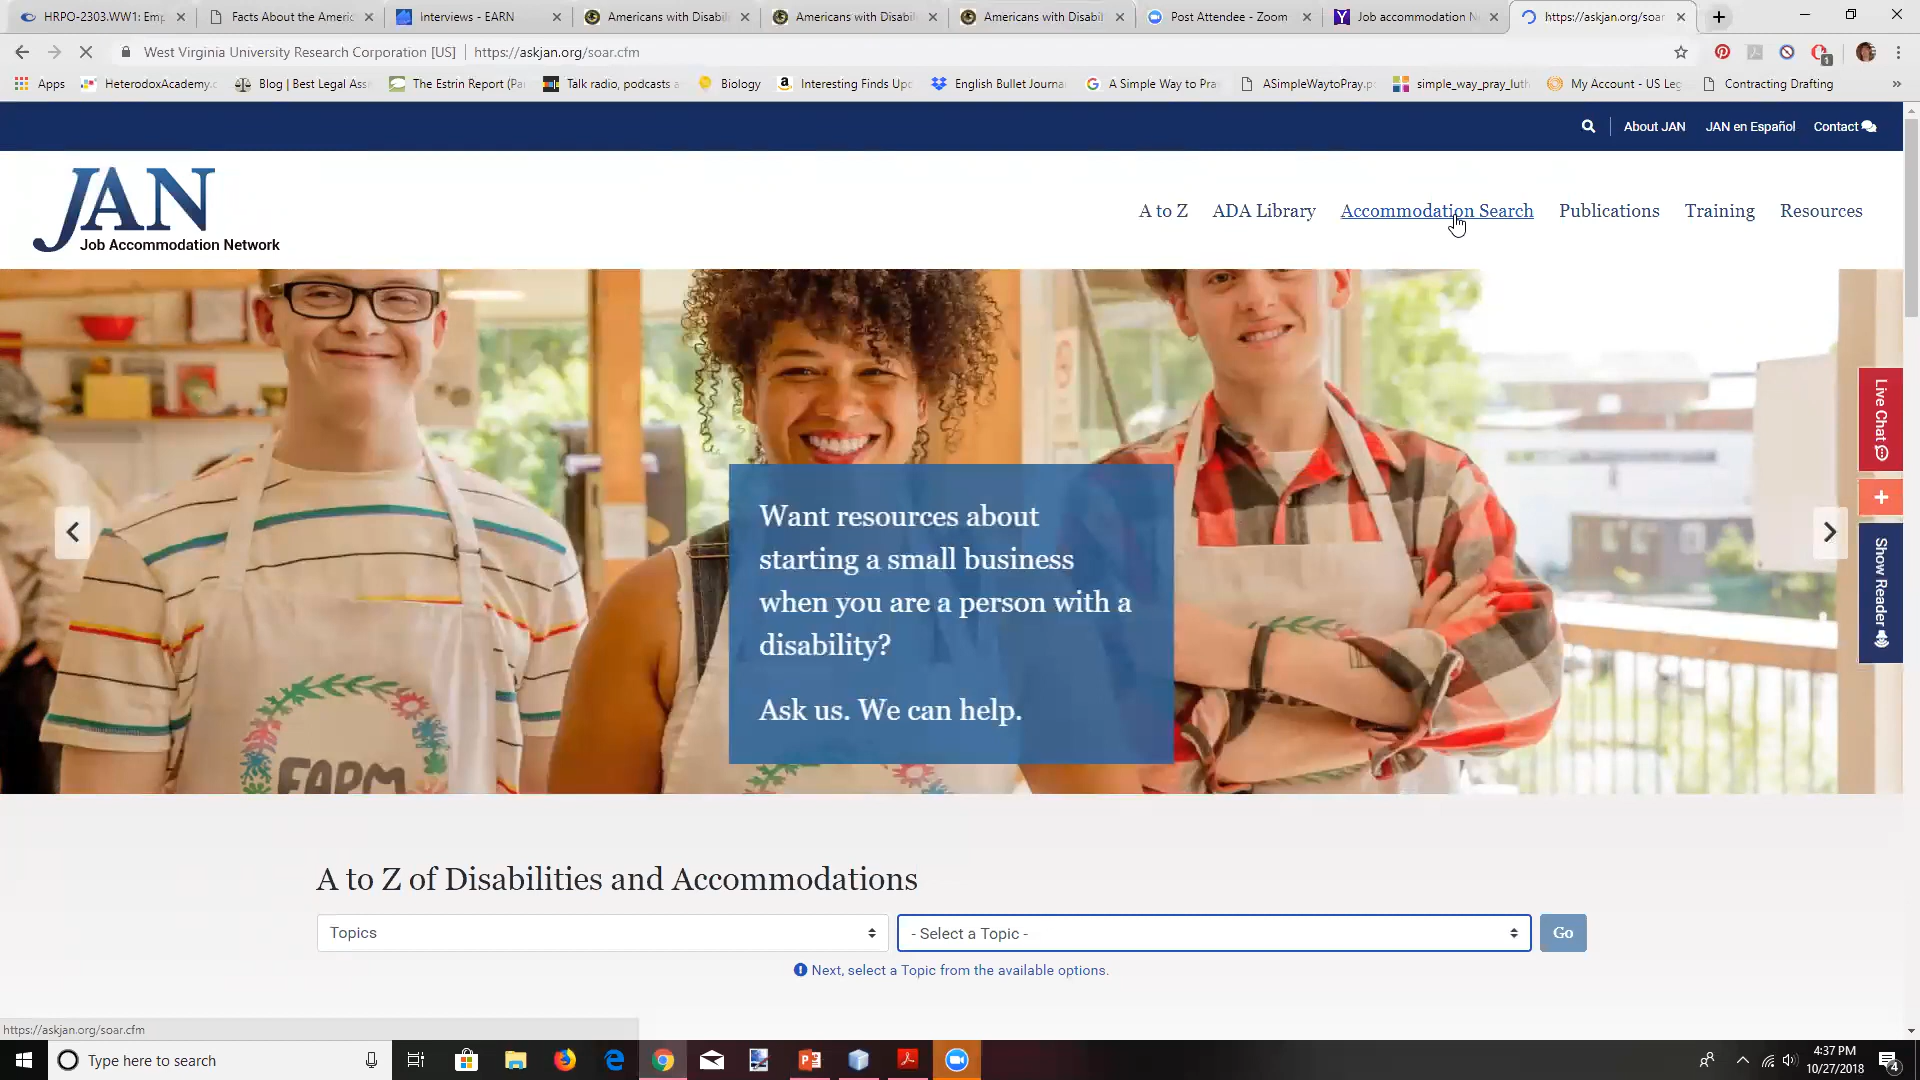 HRPO-2303.WW1: Emp
Facts About the Americ
Interviews - EARN
Americans with Disabil
Americans with Disabil
Americans with Disabil
Post Attendee - Zoom
Job accommodation N
https://askjan.org/soar
West Virginia University Research Corporation [US] | https://askjan.org/soar.cfm
Apps
HeterodoxAcademy.c
Blog | Best Legal Assi
The Estrin Report (Pa
Talk radio, podcasts a
Biology
Interesting Finds Upd
English Bullet Journa
A Simple Way to Pra
ASimpleWaytoPray.p
simple_way_pray_luth
My Account - US Leg
Contracting Drafting
About JAN
JAN en Español
Contact
JAN
Job Accommodation Network
A to Z
ADA Library
Accommodation Search
Publications
Training
Resources
Live Chat
Show Reader
Want resources about
starting a small business
when you are a person with a
disability?
Ask us. We can help.
FARM
A to Z of Disabilities and Accommodations
Topics
- Select a Topic -
Go
Next, select a Topic from the available options.
https://askjan.org/soar.cfm
Type here to search
4:37 PM
10/27/2018
4